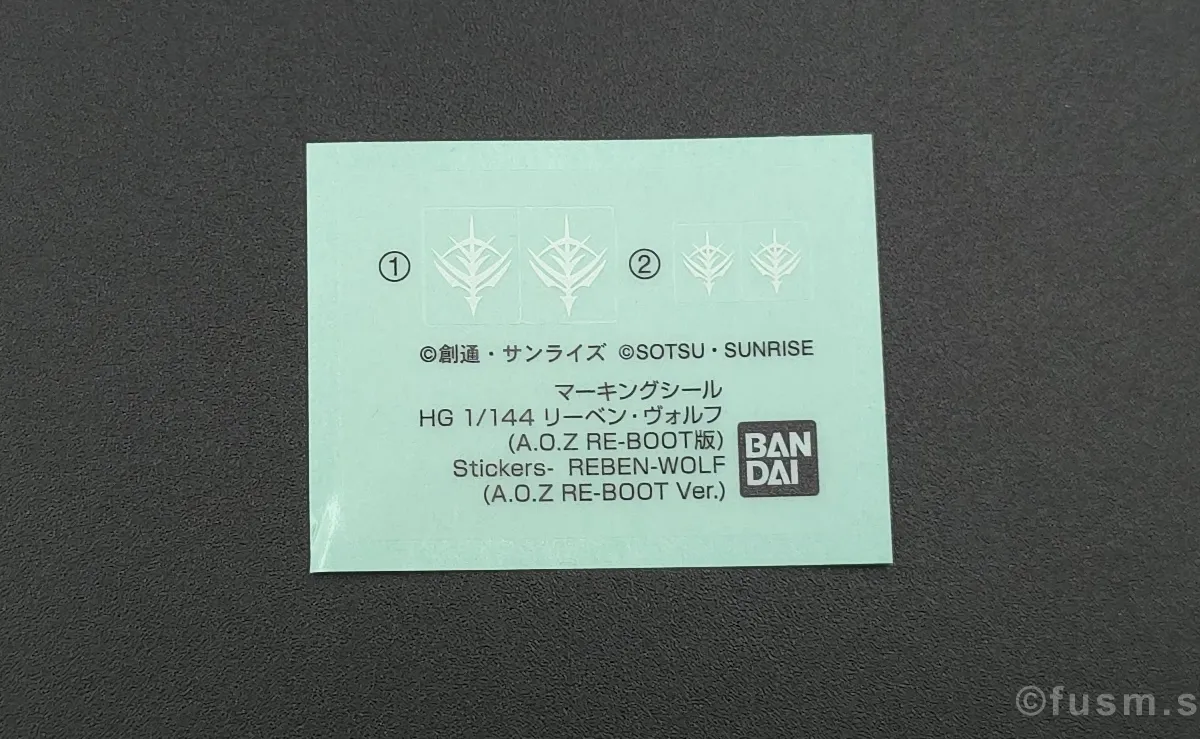 ① ②
©創通・サンライズ ©SOTSU・SUNRISE
マーキングシール
HG 1/144 リーベン・ヴォルフ
(A.O.Z RE-BOOT版)
Stickers- REBEN-WOLF
(A.O.Z RE-BOOT Ver.)
BAN
DAI
©fusm.s